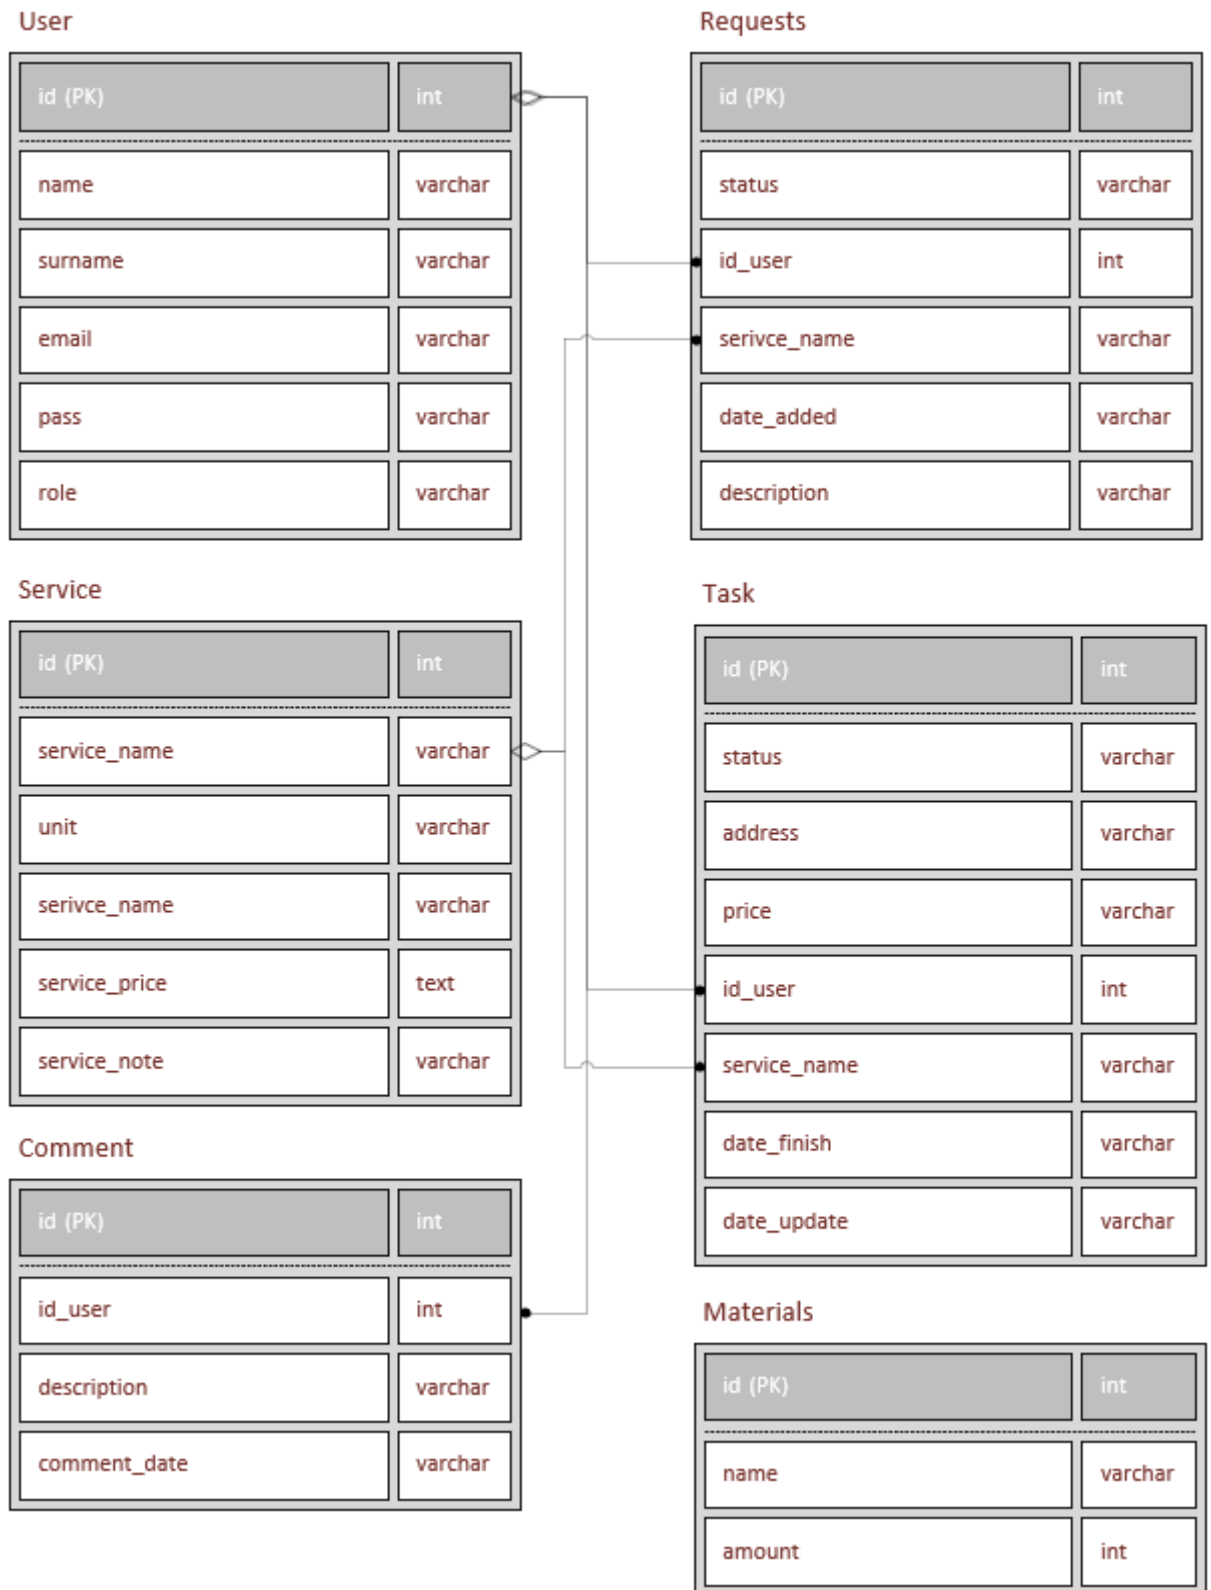 User
id (PK) int
name varchar
surname varchar
email varchar
pass varchar
role varchar
Requests
id (PK) int
status varchar
id_user int
serivce_name varchar
date_added varchar
description varchar
Service
id (PK) int
service_name varchar
unit varchar
serivce_name varchar
service_price text
service_note varchar
Task
id (PK) int
status varchar
address varchar
price varchar
id_user int
service_name varchar
date_finish varchar
date_update varchar
Comment
id (PK) int
id_user int
description varchar
comment_date varchar
Materials
id (PK) int
name varchar
amount int